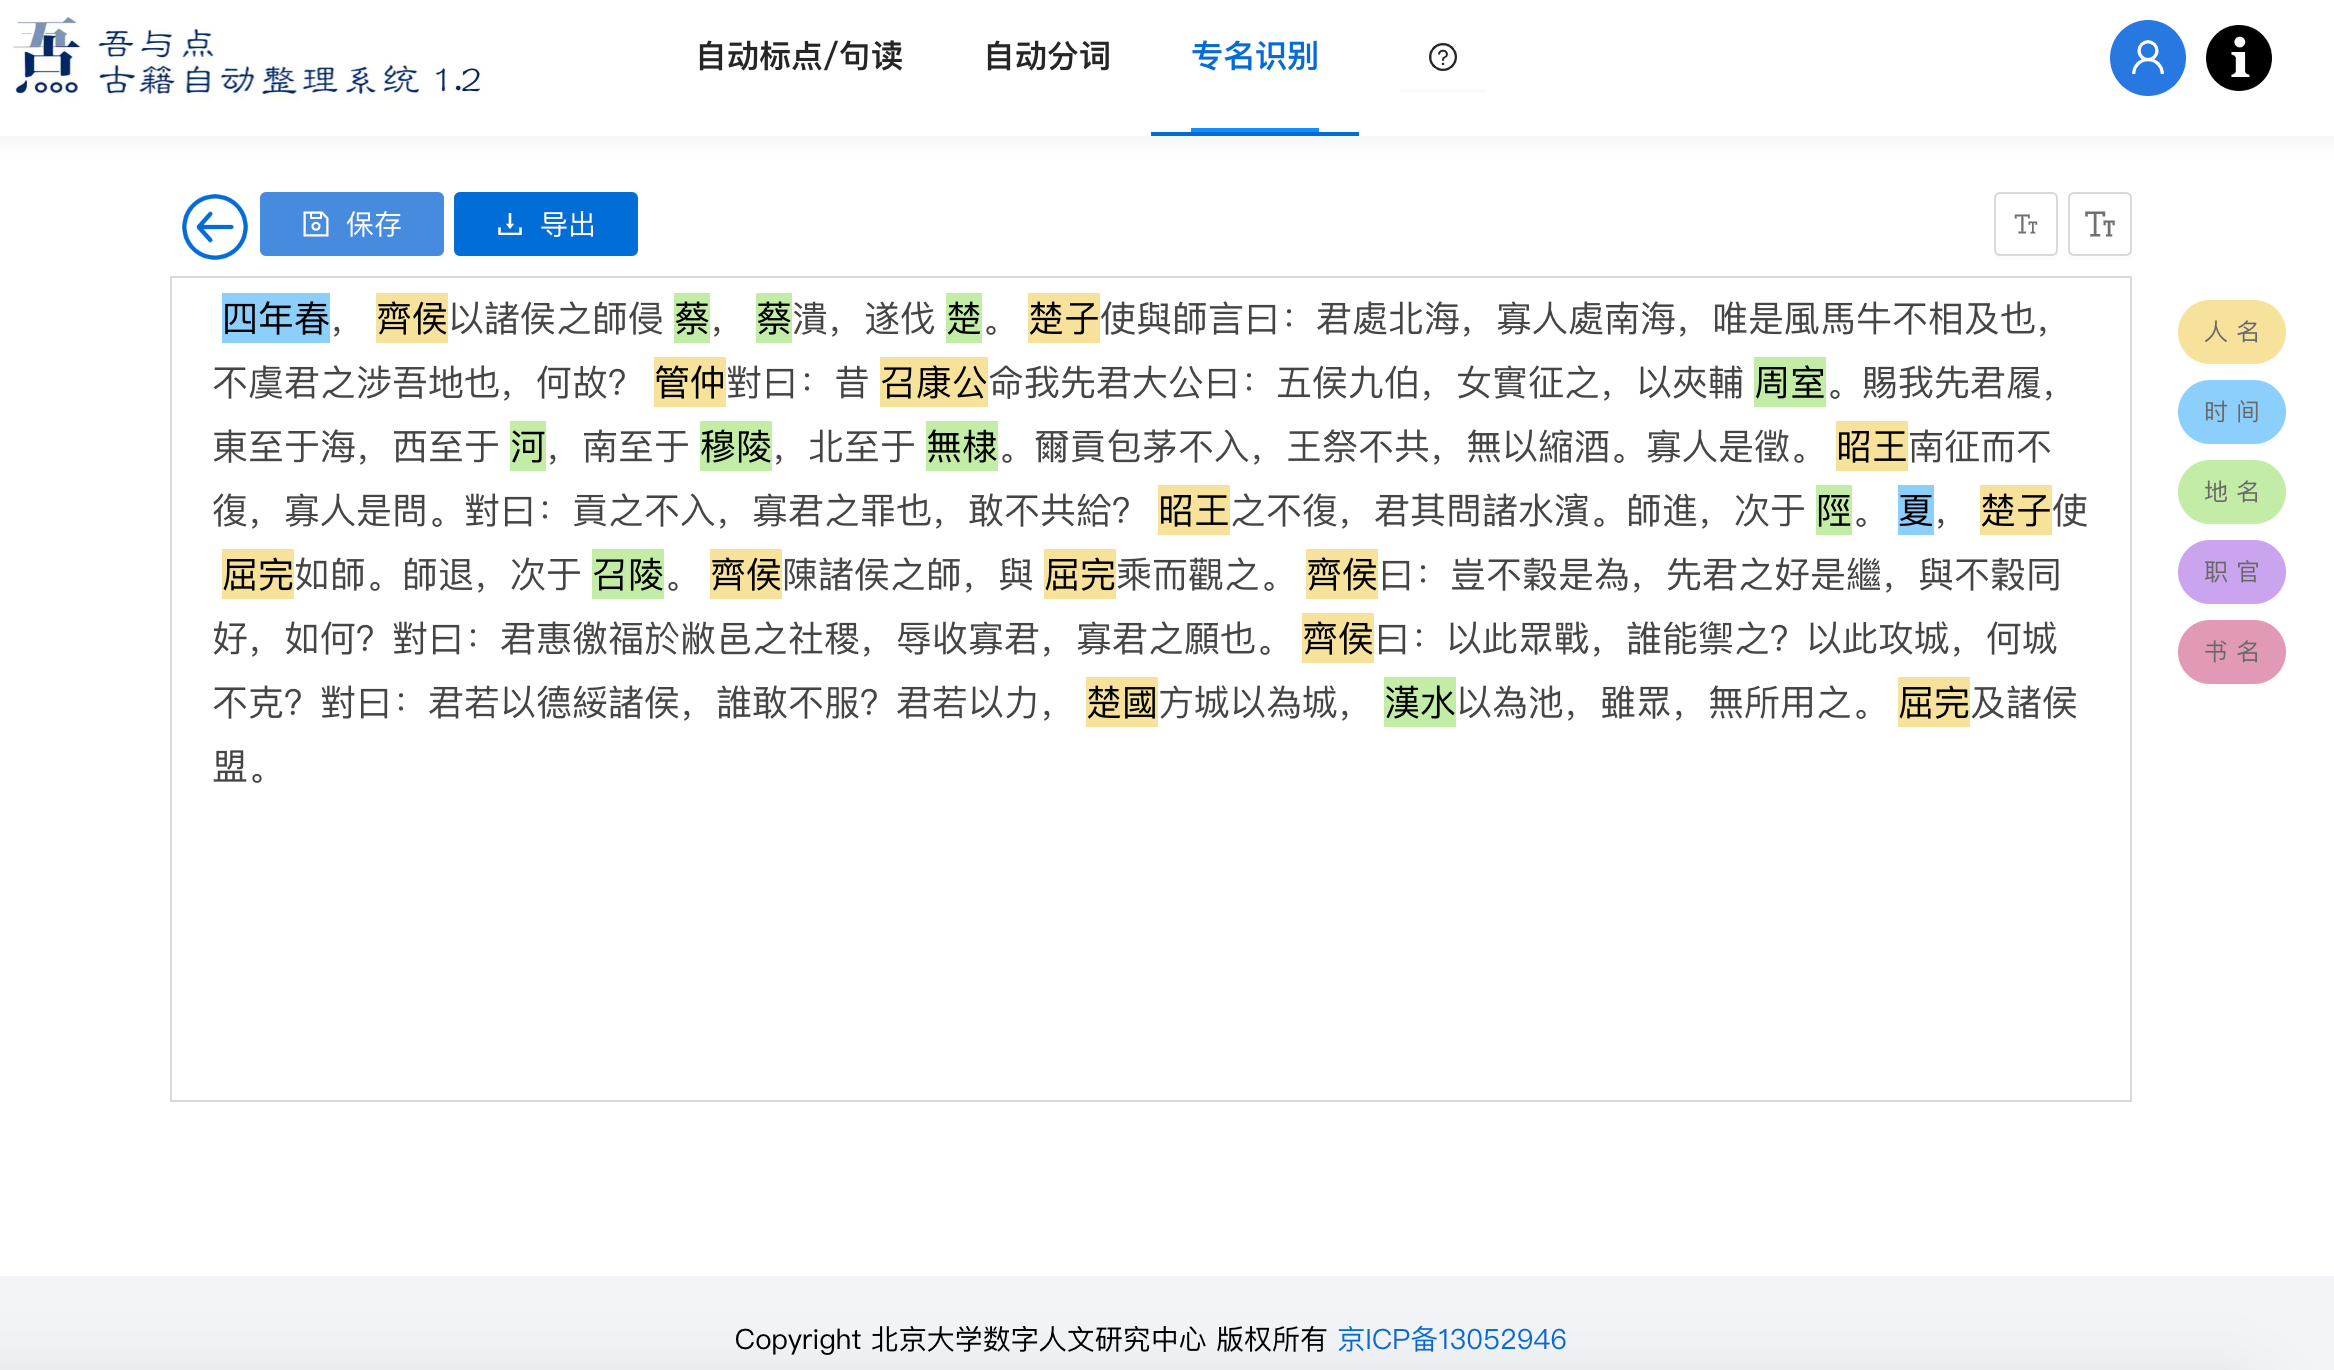 吾与点
古籍自动整理系统 1.2
自动标点/句读 自动分词 专名识别 ?
保存 导出 Tт Tт
四年春，齊侯以諸侯之師侵蔡，蔡潰，遂伐楚。楚子使與師言曰：君處北海，寡人處南海，唯是風馬牛不相及也，
不虞君之涉吾地也，何故？管仲對曰：昔召康公命我先君大公曰：五侯九伯，女實征之，以夾輔周室。賜我先君履，
東至于海，西至于河，南至于穆陵，北至于無棣。爾貢包茅不入，王祭不共，無以縮酒。寡人是徵。昭王南征而不
復，寡人是問。對曰：貢之不入，寡君之罪也，敢不共給？昭王之不復，君其問諸水濱。師進，次于陘。夏，楚子使
屈完如師。師退，次于召陵。齊侯陳諸侯之師，與屈完乘而觀之。齊侯曰：豈不穀是為，先君之好是繼，與不穀同
好，如何？對曰：君惠徼福於敝邑之社稷，辱收寡君，寡君之願也。齊侯曰：以此眾戰，誰能禦之？以此攻城，何城
不克？對曰：君若以德綏諸侯，誰敢不服？君若以力，楚國方城以為城，漢水以為池，雖眾，無所用之。屈完及諸侯
盟。
人名
时间
地名
职官
书名
Copyright 北京大学数字人文研究中心 版权所有 京ICP备13052946